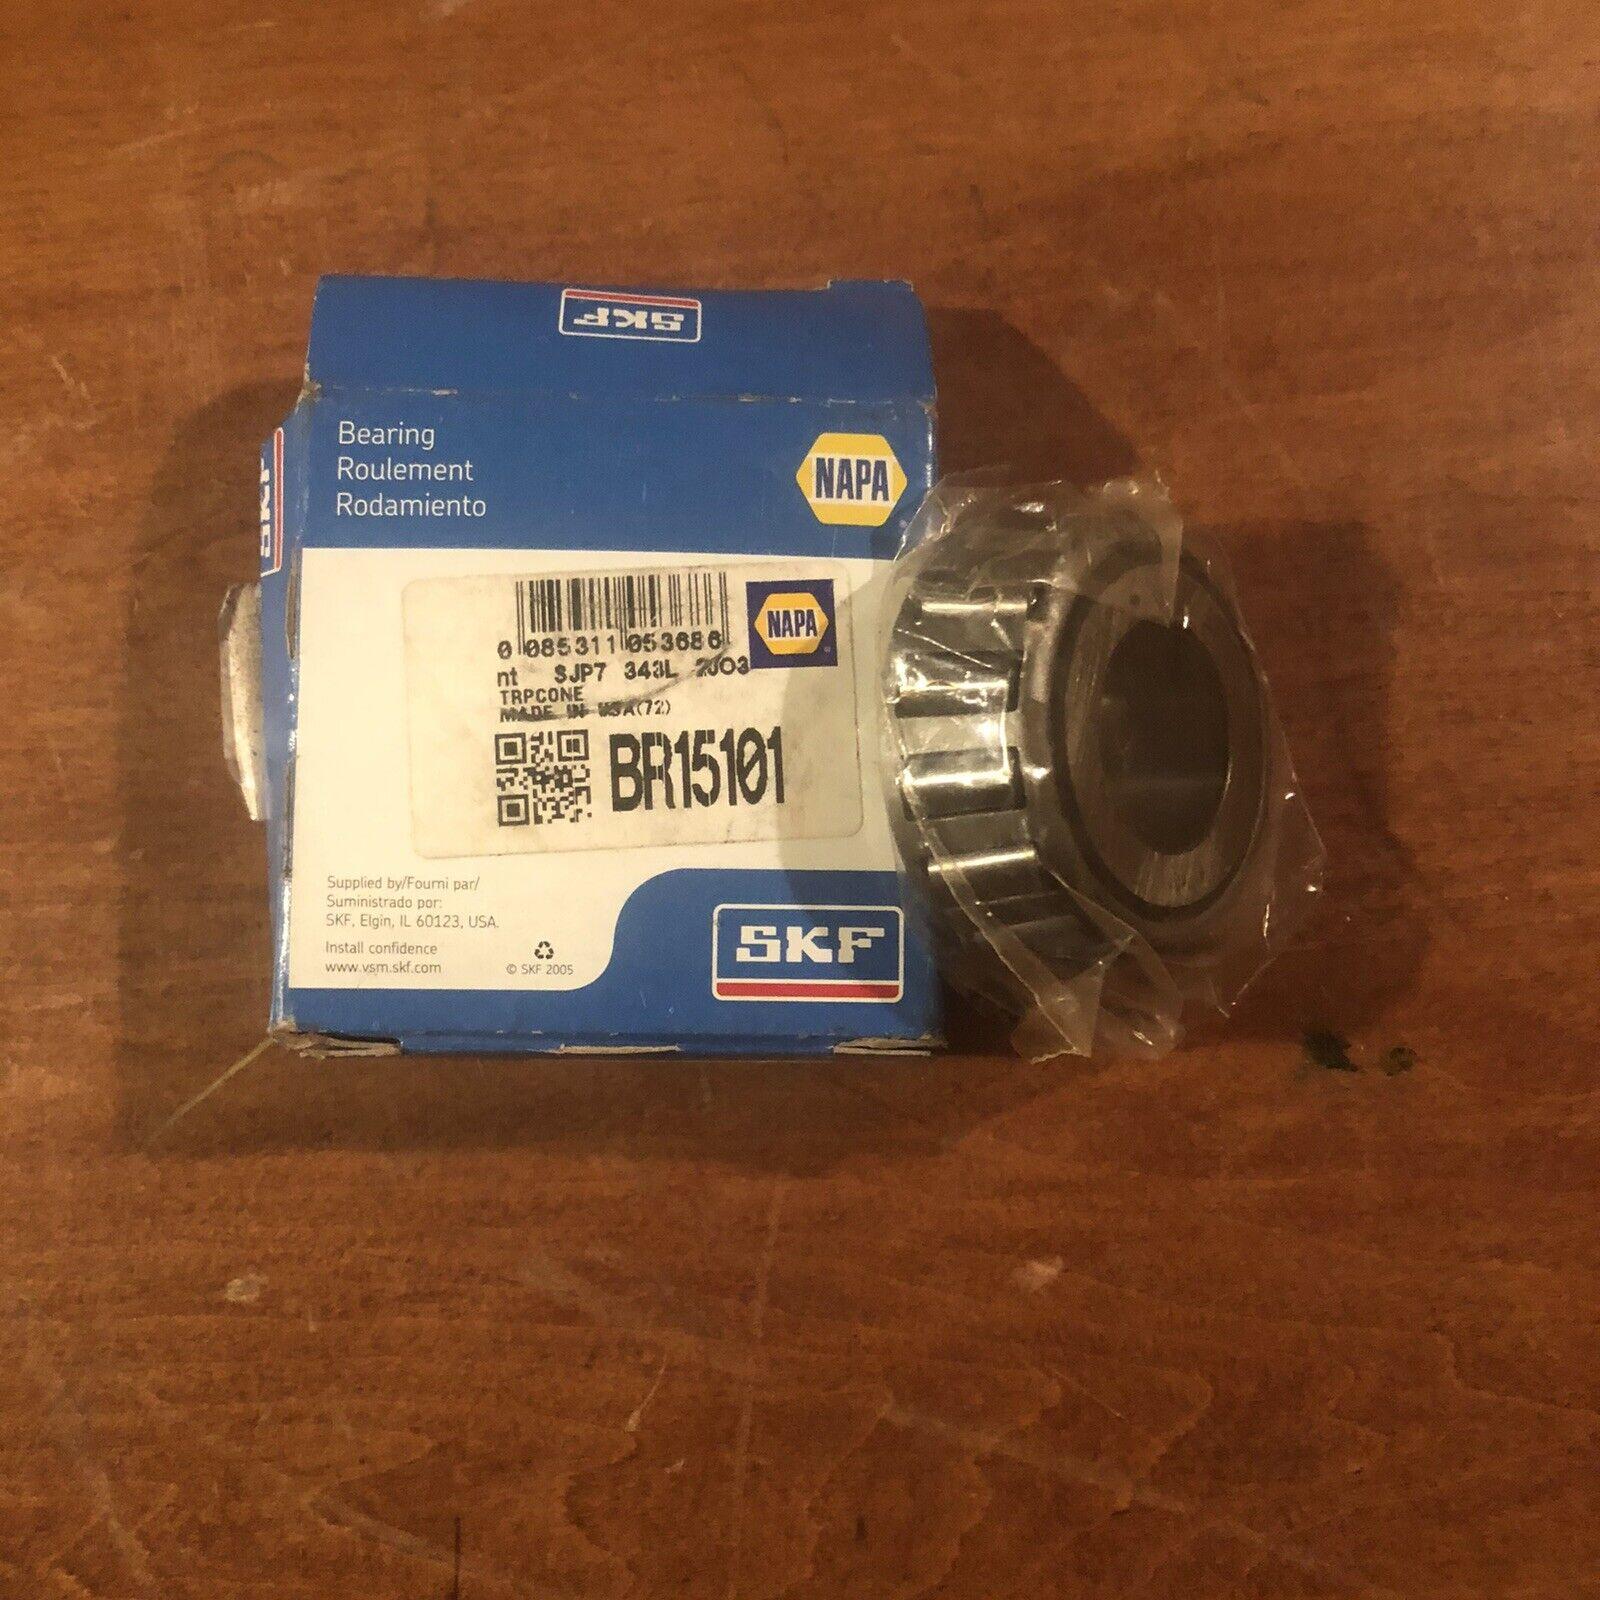 SKF
SKF
Bearing
Roulement
Rodamiento
NAPA
0 085311 053686
NAPA
nt SJP7 343L 2J03
TRPCONE
MADE IN USA(72)
BR15101
Supplied by/Fourni par/
Suministrado por:
SKF, Elgin, IL 60123, USA.
Install confidence
www.vsm.skf.com
© SKF 2005
SKF